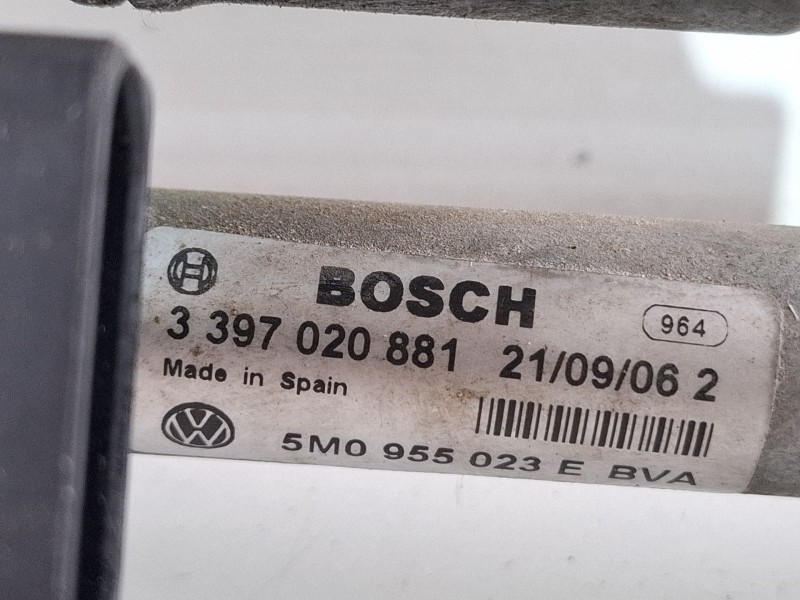 BOSCH
964
3 397 020 881 21/09/06 2
Made in Spain
5M0 955 023 E BVA